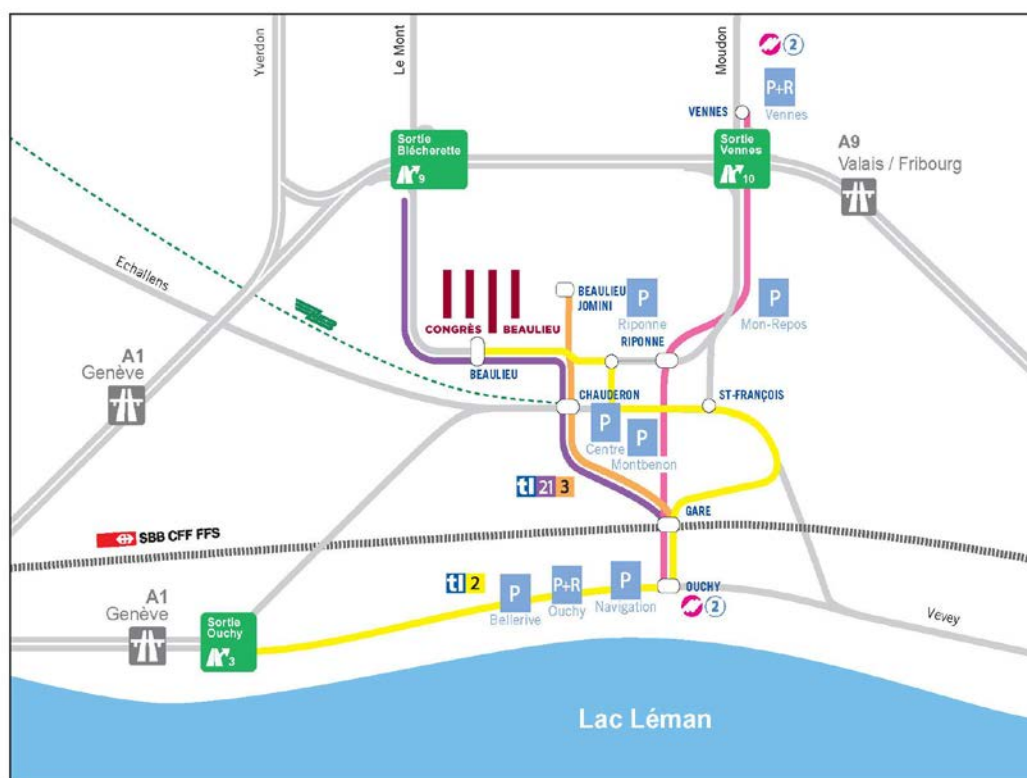 Yverdon
Le Mont
Moudon
2
P+R
Vennes
VENNES
Sortie
Blécherette
9
Sortie
Vennes
10
A9
Valais / Fribourg
Echallens
CONGRÈS
BEAULIEU
BEAULIEU
JOMINI
P
Riponne
RIPONNE
P
Mon-Repos
A1
Genève
BEAULIEU
CHAUDERON
ST-FRANÇOIS
P
Centre
P
Montbenon
tl 21 3
GARE
SBB CFF FFS
tl 2
P
Bellerive
P+R
Ouchy
P
Navigation
OUCHY
2
A1
Genève
Sortie
Ouchy
3
Vevey
Lac Léman